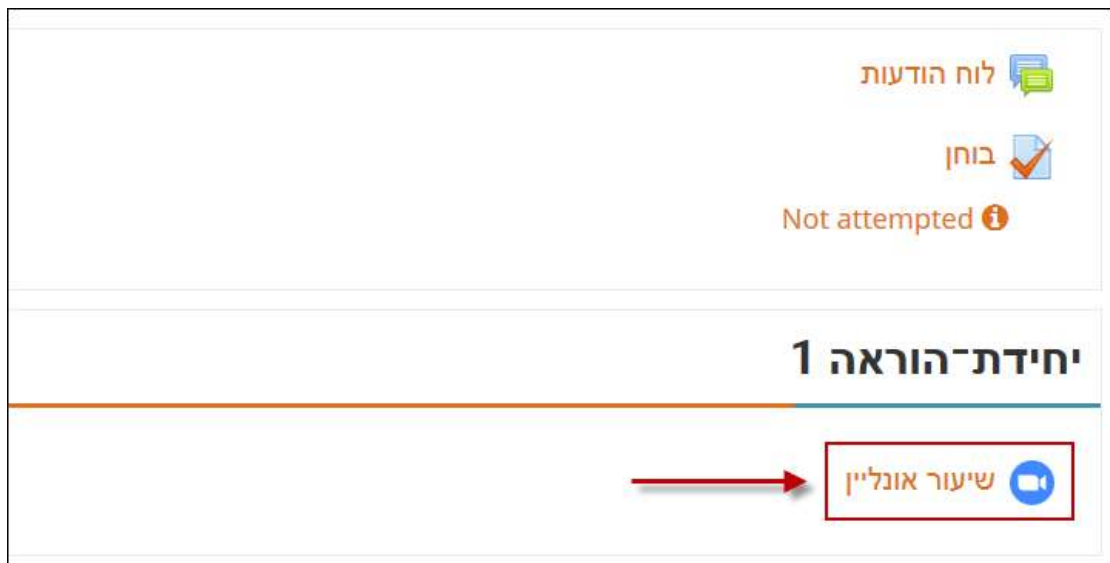 לוח הודעות
בוחן
Not attempted
יחידת־הוראה 1
שיעור אונליין